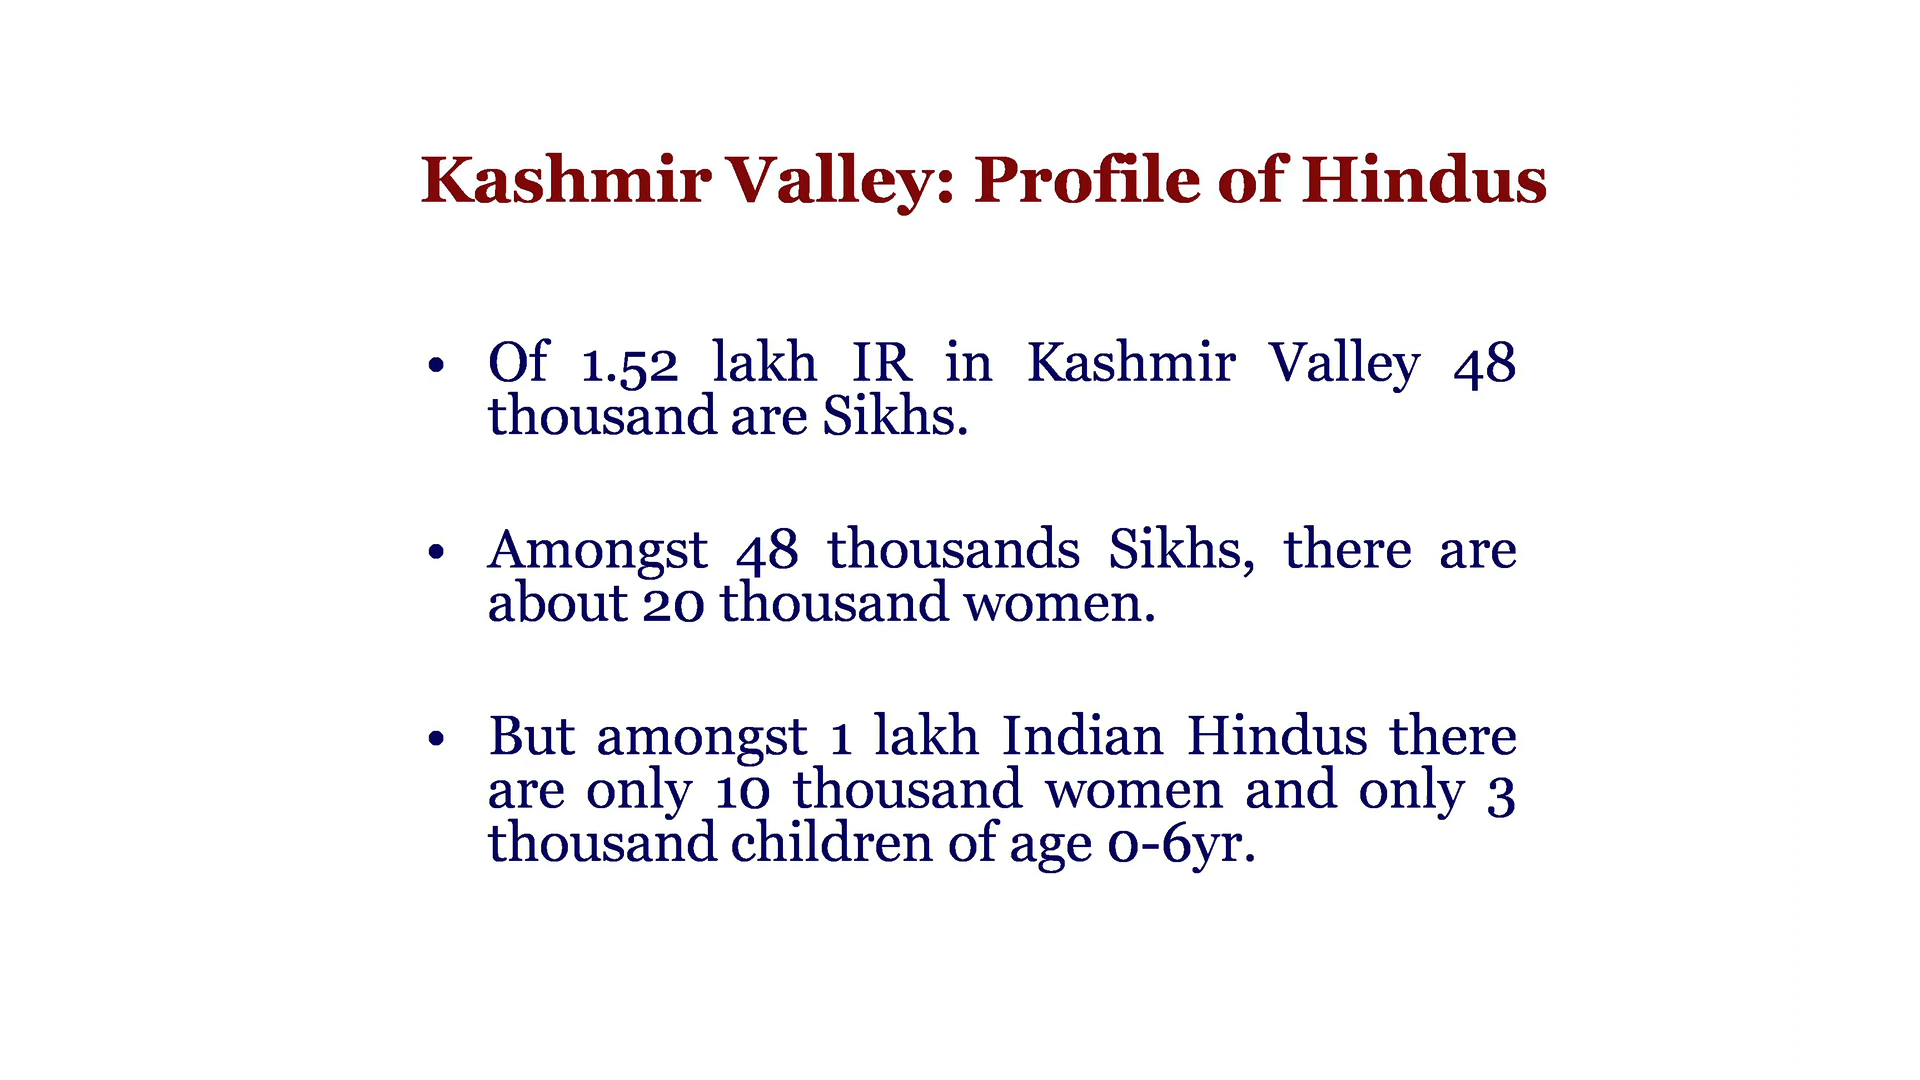 Kashmir Valley: Profile of Hindus
• Of 1.52 lakh IR in Kashmir Valley 48
thousand are Sikhs.
• Amongst 48 thousands Sikhs, there are
about 20 thousand women.
• But amongst 1 lakh Indian Hindus there
are only 10 thousand women and only 3
thousand children of age 0-6yr.